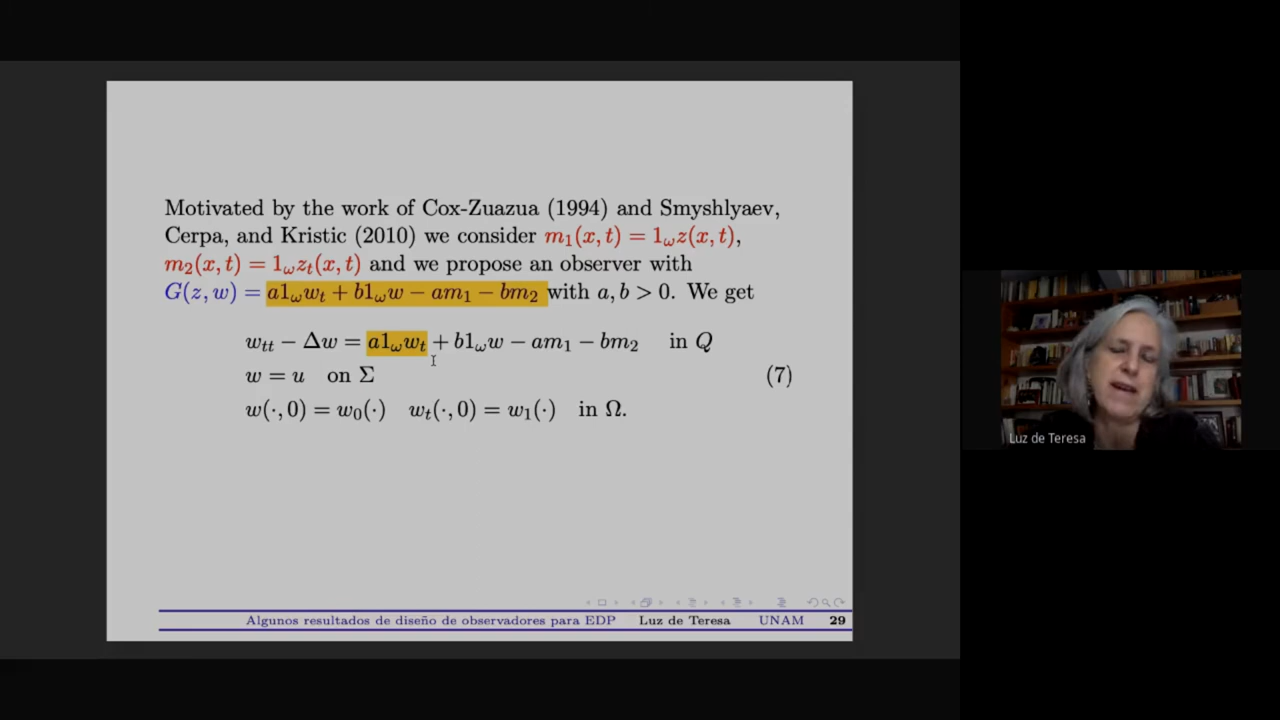 Motivated by the work of Cox-Zuazua (1994) and Smyshlyaev,
Cerpa, and Kristic (2010) we consider m₁(x, t) = 1_ω z(x, t),
m₂(x, t) = 1_ω z_t(x, t) and we propose an observer with
G(z, w) = a1_ω w_t + b1_ω w − am₁ − bm₂ with a, b > 0. We get
w_tt − Δw = a1_ω w_t + b1_ω w − am₁ − bm₂ in Q
w = u on Σ (7)
w(·, 0) = w₀(·) w_t(·, 0) = w₁(·) in Ω.
Algunos resultados de diseño de observadores para EDP Luz de Teresa UNAM 29
Luz de Teresa